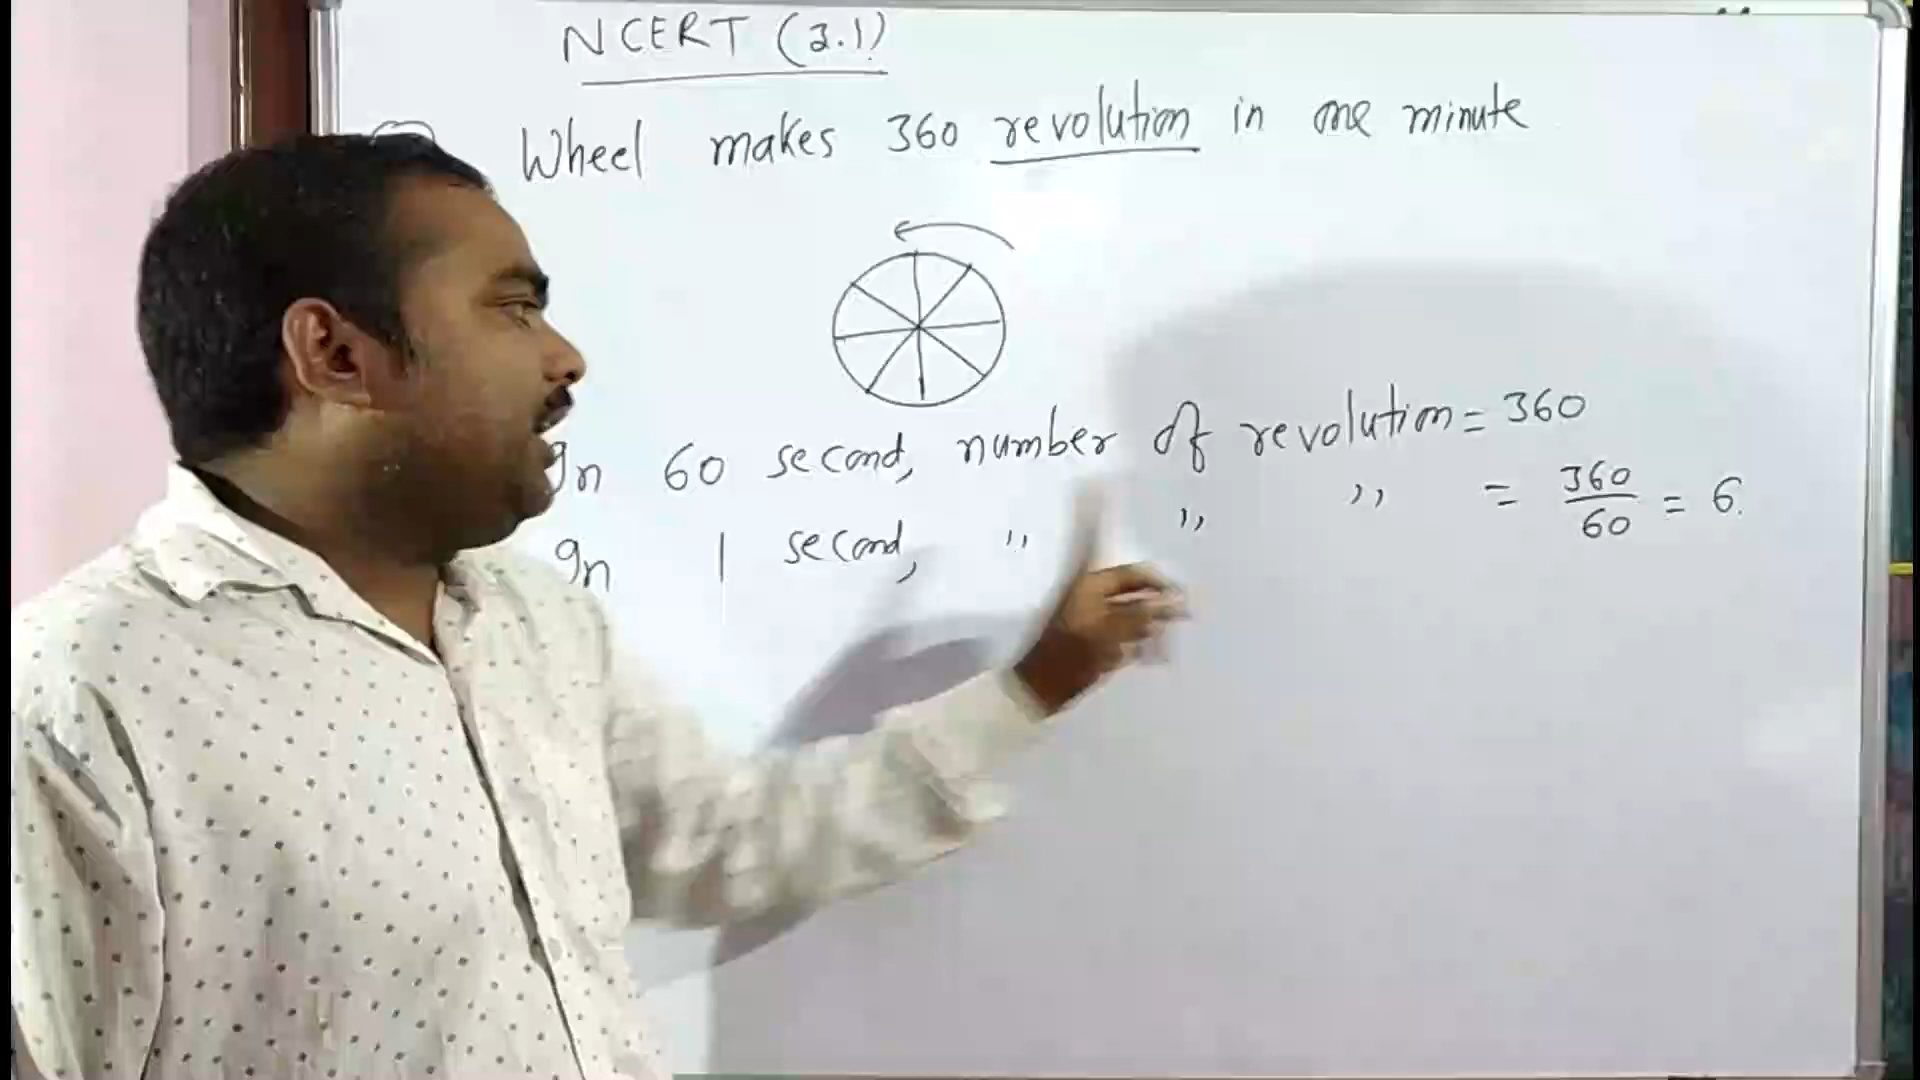 NCERT (3.1)
Wheel makes 360 revolution in one minute
In 60 second, number of revolution = 360
In 1 second, " " " = 360/60 = 6.